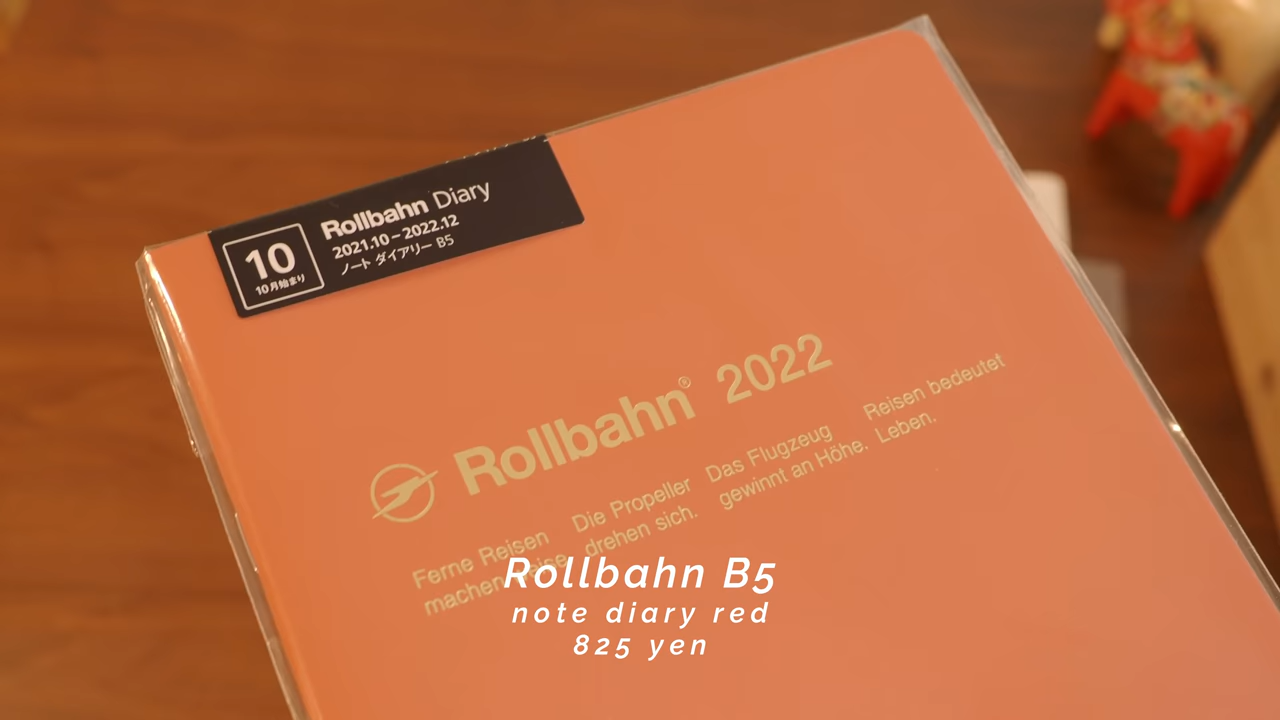 Rollbahn Diary
2021.10–2022.12
ノート ダイアリー B5
10
10月始まり
Rollbahn® 2022
Ferne Reisen
machen weise.
Die Propeller
drehen sich.
Das Flugzeug
gewinnt an Höhe.
Reisen bedeutet
Leben.
Rollbahn B5
note diary red
825 yen